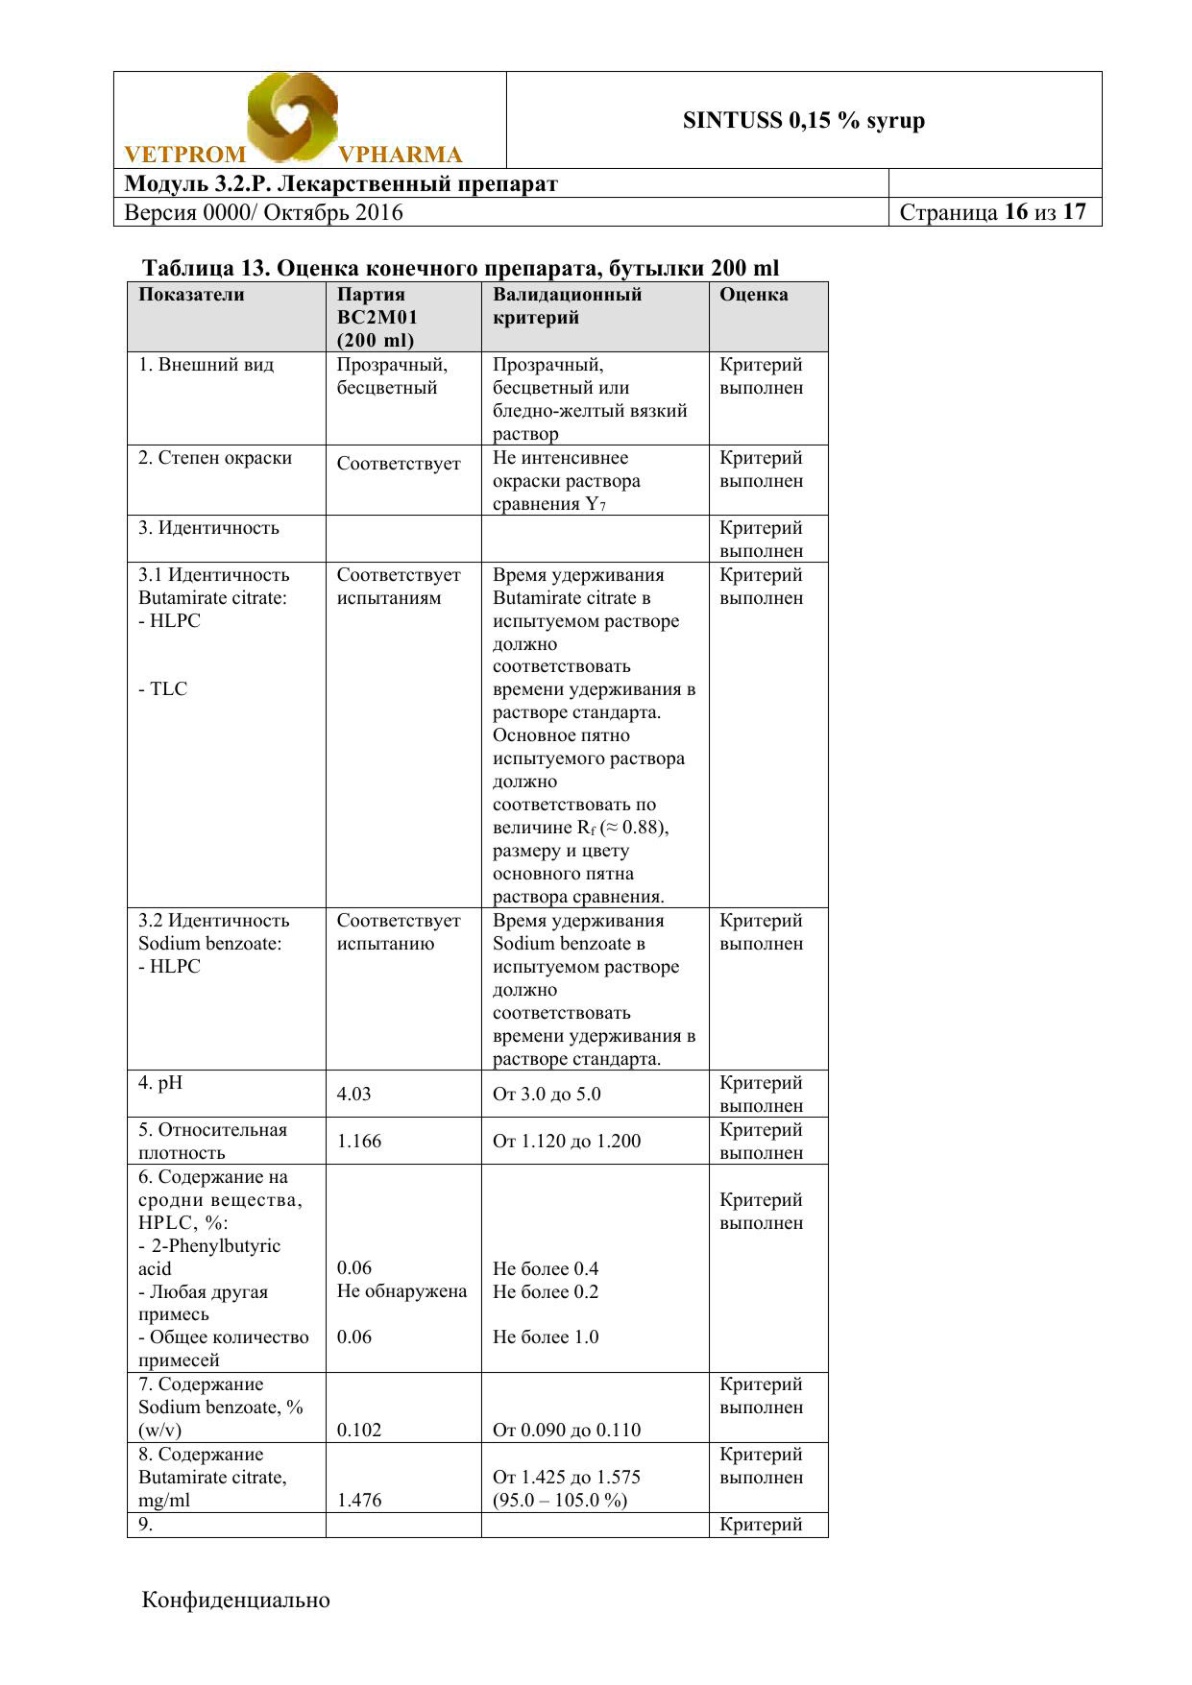 VETPROM VPHARMA
SINTUSS 0,15 % syrup
Модуль 3.2.Р. Лекарственный препарат
Версия 0000/ Октябрь 2016
Страница 16 из 17
Таблица 13. Оценка конечного препарата, бутылки 200 ml
Показатели
Партия
BC2M01
(200 ml)
Валидационный
критерий
Оценка
1. Внешний вид
Прозрачный,
бесцветный
Прозрачный,
бесцветный или
бледно-желтый вязкий
раствор
Критерий
выполнен
2. Степен окраски
Соответствует
Не интенсивнее
окраски раствора
сравнения Y7
Критерий
выполнен
3. Идентичность
Критерий
выполнен
3.1 Идентичность
Butamirate citrate:
- HLPC
- TLC
Соответствует
испытаниям
Время удерживания
Butamirate citrate в
испытуемом растворе
должно
соответствовать
времени удерживания в
растворе стандарта.
Основное пятно
испытуемого раствора
должно
соответствовать по
величине Rf (≈ 0.88),
размеру и цвету
основного пятна
раствора сравнения.
Критерий
выполнен
3.2 Идентичность
Sodium benzoate:
- HLPC
Соответствует
испытанию
Время удерживания
Sodium benzoate в
испытуемом растворе
должно
соответствовать
времени удерживания в
растворе стандарта.
Критерий
выполнен
4. pH
4.03
От 3.0 до 5.0
Критерий
выполнен
5. Относительная
плотность
1.166
От 1.120 до 1.200
Критерий
выполнен
6. Содержание на
сродни вещества,
HPLC, %:
- 2-Phenylbutyric
acid
- Любая другая
примесь
- Общее количество
примесей
0.06
Не обнаружена
0.06
Не более 0.4
Не более 0.2
Не более 1.0
Критерий
выполнен
7. Содержание
Sodium benzoate, %
(w/v)
0.102
От 0.090 до 0.110
Критерий
выполнен
8. Содержание
Butamirate citrate,
mg/ml
1.476
От 1.425 до 1.575
(95.0 – 105.0 %)
Критерий
выполнен
9.
Критерий
Конфиденциально